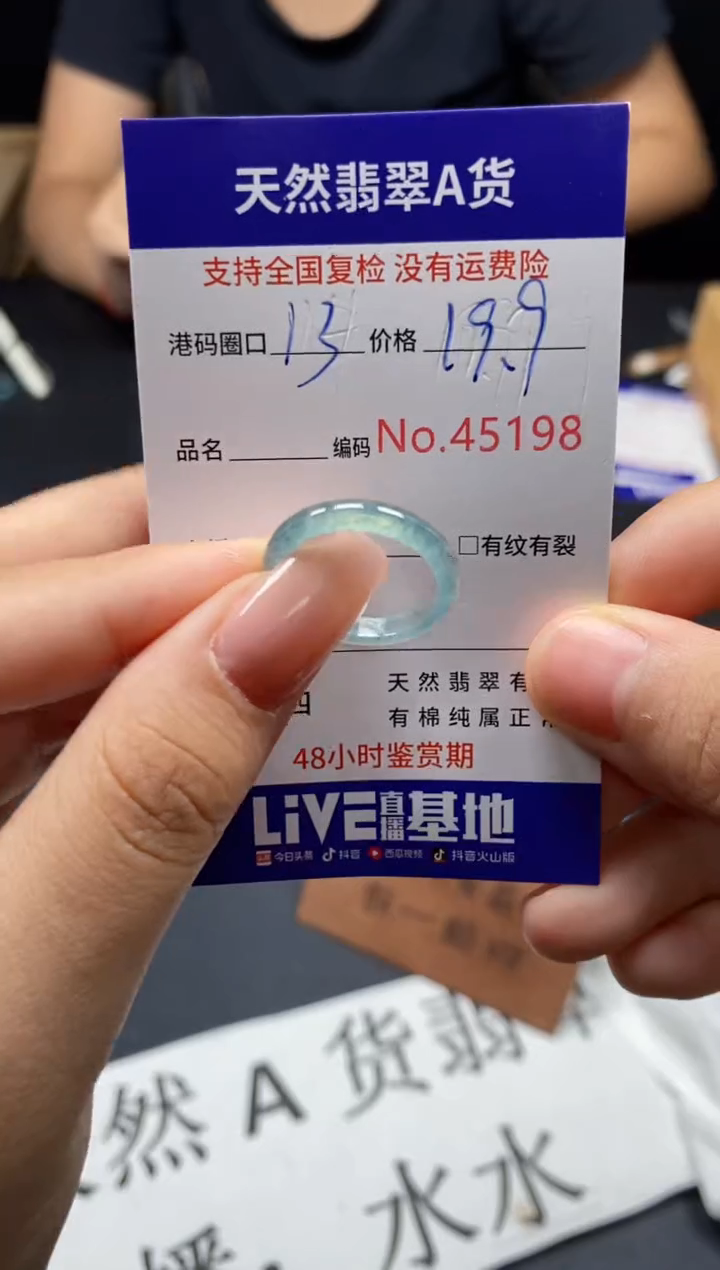 天然翡翠A货
支持全国复检 没有运费险
港码圈口 13 价格 19.9
品名 编码 No.45198
□有纹有裂
四 天然翡翠有
有棉纯属正
48小时鉴赏期
LiVE直播基地
今日头条 抖音 西瓜视频 抖音火山版
然 A 货翡
水水